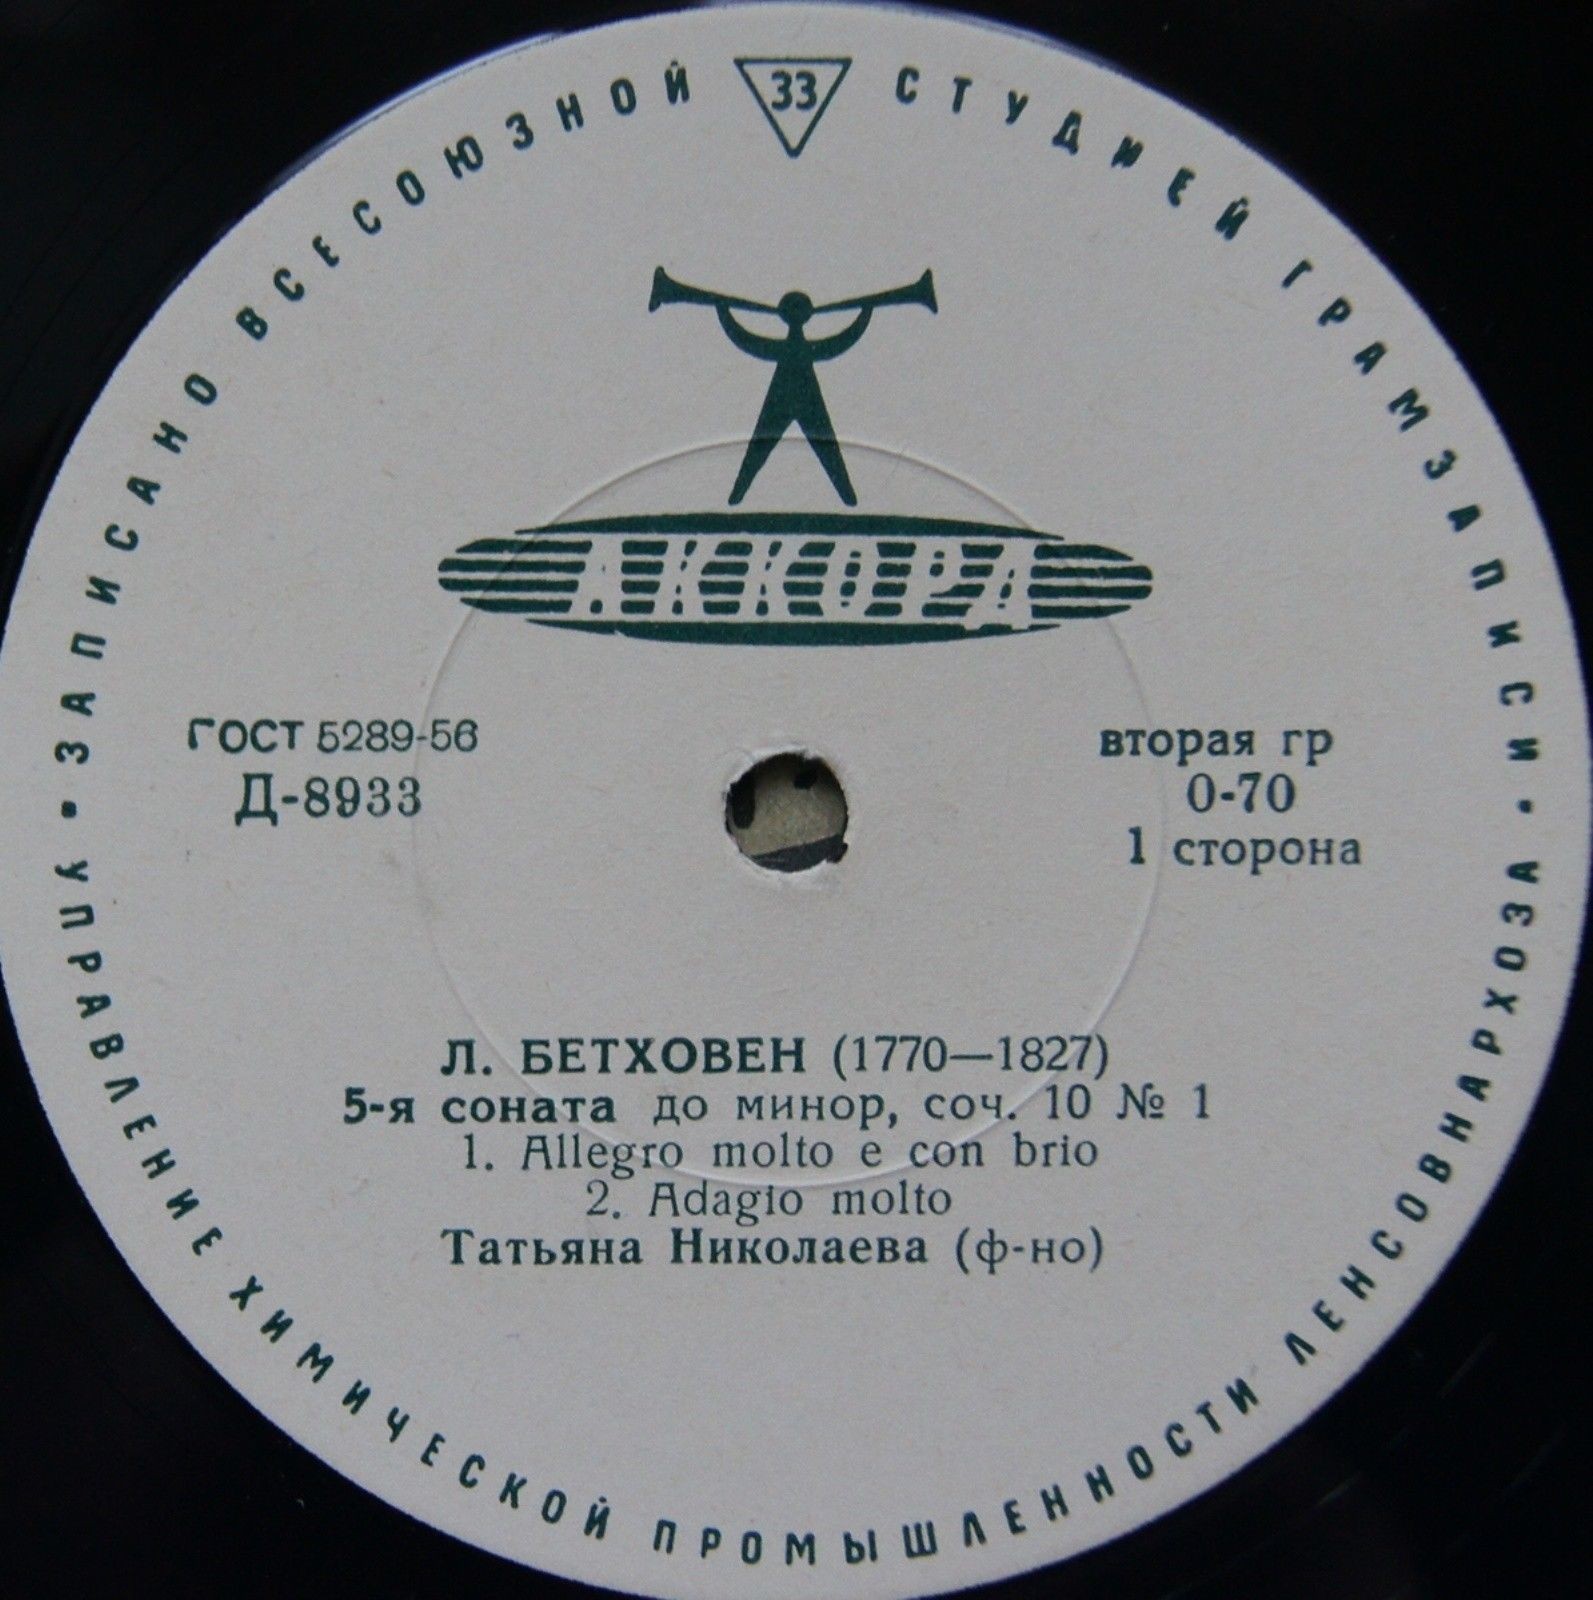 ЗАПИСАНО ВСЕСОЮЗНОЙ СТУДИЕЙ ГРАМЗАПИСИ •
33
АККОРД
ГОСТ 5289-56
Д-8933
вторая гр
0-70
1 сторона
Л. БЕТХОВЕН (1770—1827)
5-я соната до минор, соч. 10 № 1
1. Allegro molto e con brio
2. Adagio molto
Татьяна Николаева (ф-но)
УПРАВЛЕНИЕ ХИМИЧЕСКОЙ ПРОМЫШЛЕННОСТИ ЛЕНСОВНАРХОЗА •